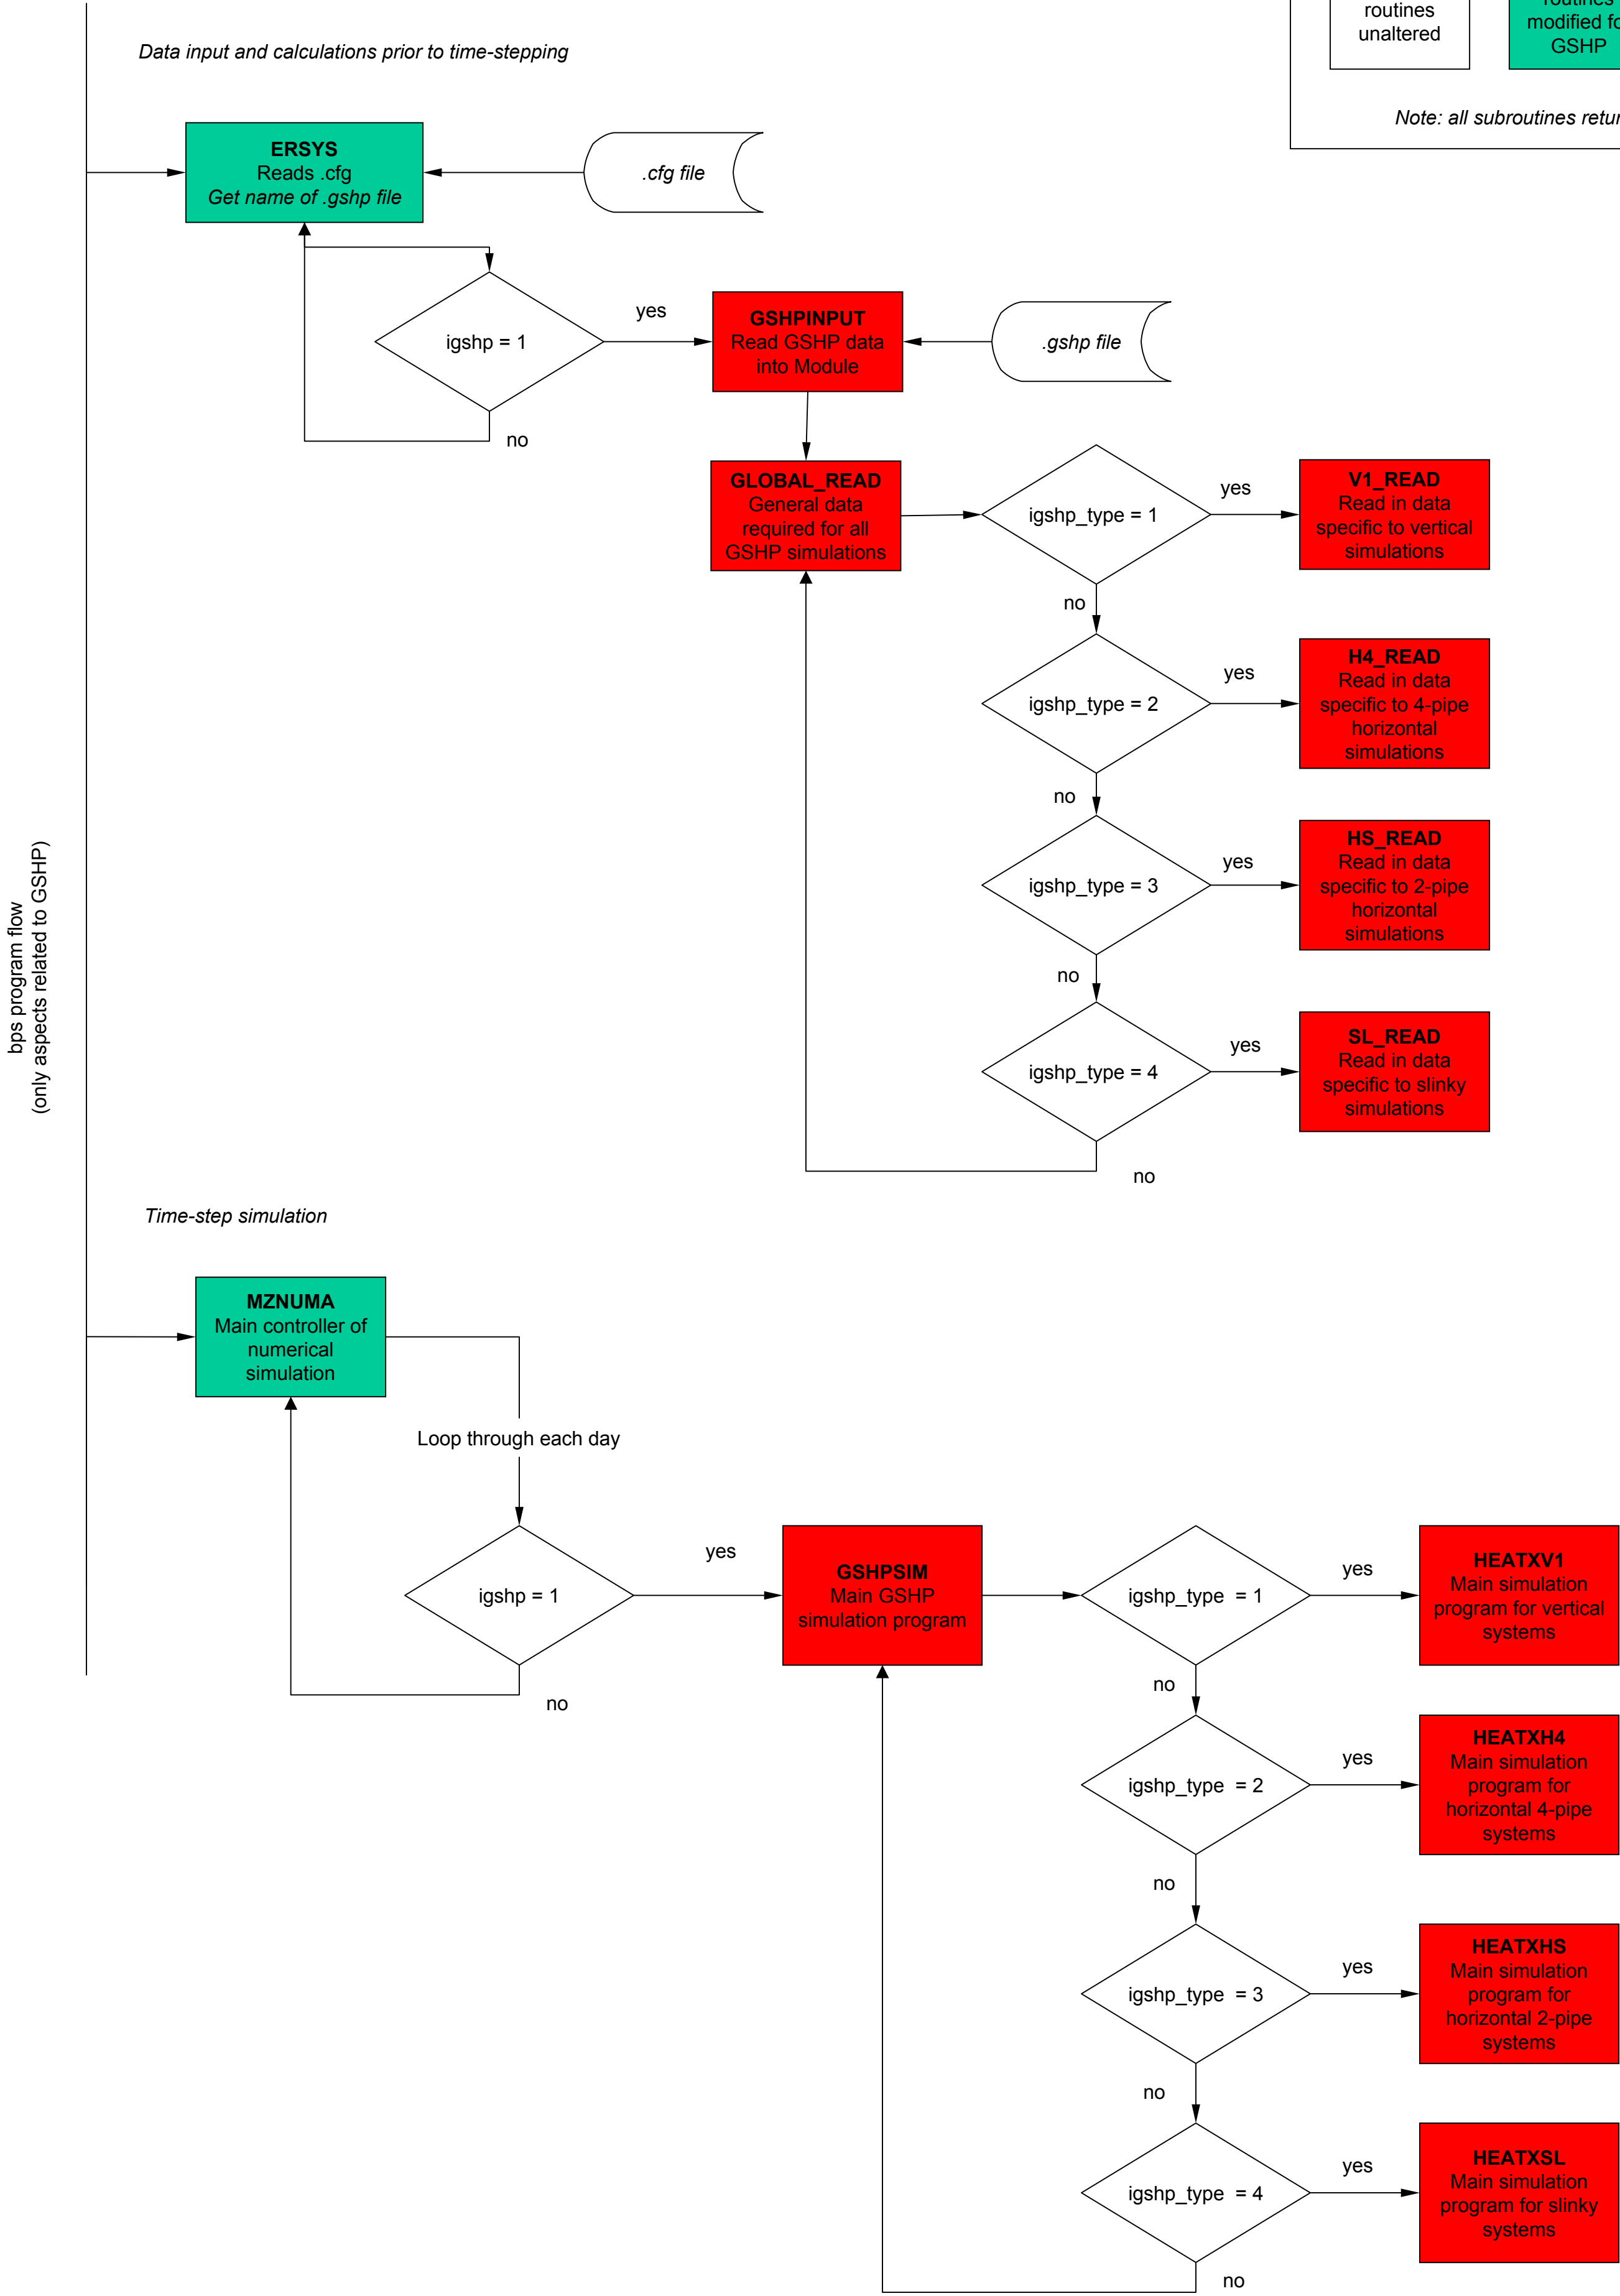 routines
unaltered
routines
modified fo
GSHP
Note: all subroutines retur
Data input and calculations prior to time-stepping
ERSYS
Reads .cfg
Get name of .gshp file
.cfg file
igshp = 1
yes
no
GSHPINPUT
Read GSHP data
into Module
.gshp file
GLOBAL_READ
General data
required for all
GSHP simulations
igshp_type = 1
yes
no
V1_READ
Read in data
specific to vertical
simulations
igshp_type = 2
yes
no
H4_READ
Read in data
specific to 4-pipe
horizontal
simulations
igshp_type = 3
yes
no
HS_READ
Read in data
specific to 2-pipe
horizontal
simulations
igshp_type = 4
yes
no
SL_READ
Read in data
specific to slinky
simulations
bps program flow
(only aspects related to GSHP)
Time-step simulation
MZNUMA
Main controller of
numerical
simulation
Loop through each day
igshp = 1
yes
no
GSHPSIM
Main GSHP
simulation program
igshp_type = 1
yes
no
HEATXV1
Main simulation
program for vertical
systems
igshp_type = 2
yes
no
HEATXH4
Main simulation
program for
horizontal 4-pipe
systems
igshp_type = 3
yes
no
HEATXHS
Main simulation
program for
horizontal 2-pipe
systems
igshp_type = 4
yes
no
HEATXSL
Main simulation
program for slinky
systems